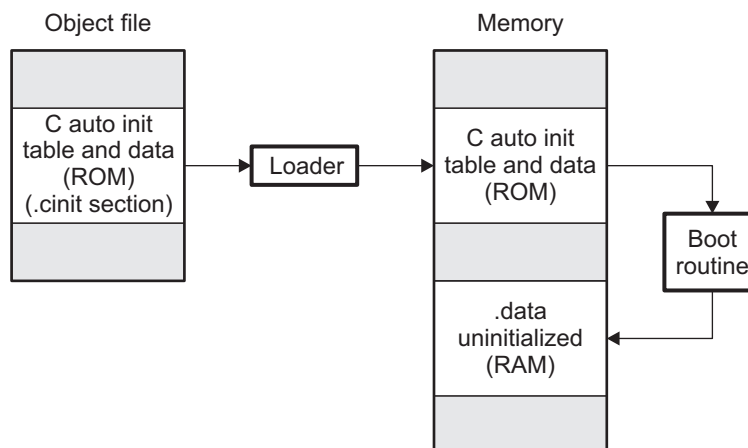 Object file
Memory
C auto init
table and data
(ROM)
(.cinit section)
Loader
C auto init
table and data
(ROM)
Boot
routine
.data
uninitialized
(RAM)